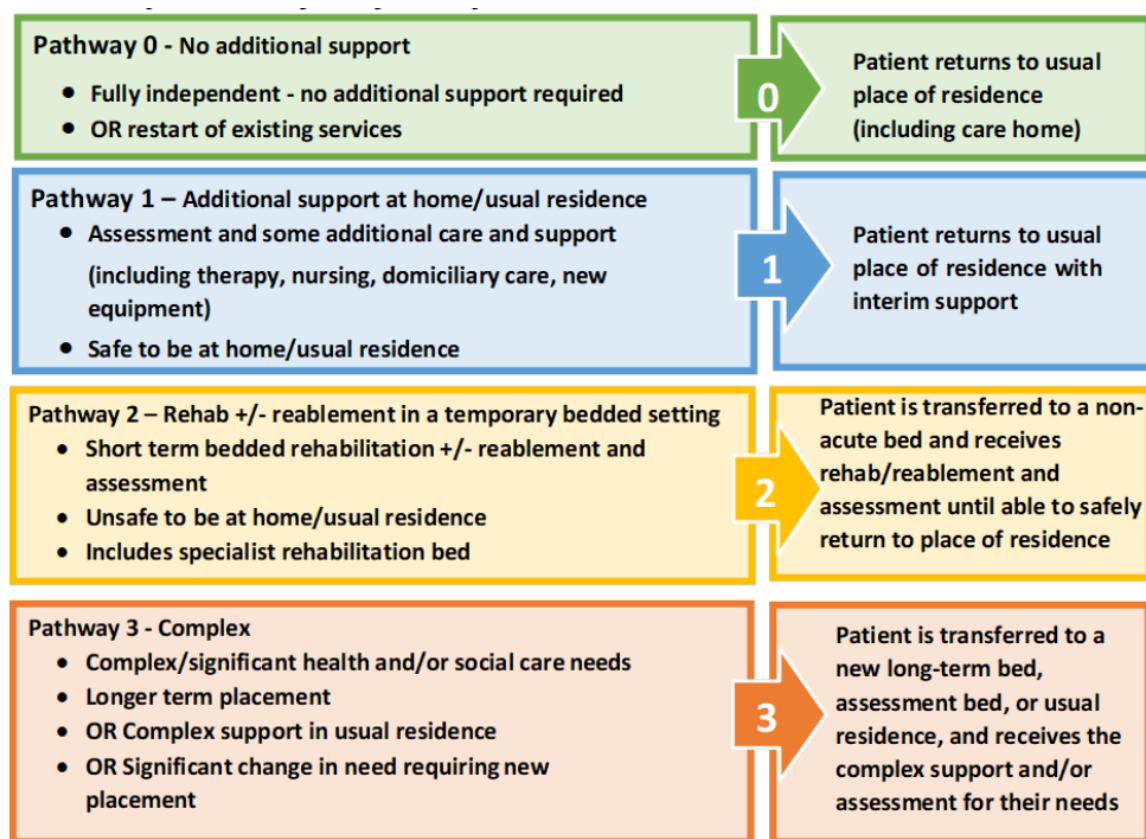 Pathway 0 - No additional support
• Fully independent - no additional support required
• OR restart of existing services
0
Patient returns to usual
place of residence
(including care home)
Pathway 1 – Additional support at home/usual residence
• Assessment and some additional care and support
(including therapy, nursing, domiciliary care, new
equipment)
• Safe to be at home/usual residence
1
Patient returns to usual
place of residence with
interim support
Pathway 2 – Rehab +/- reablement in a temporary bedded setting
• Short term bedded rehabilitation +/- reablement and
assessment
• Unsafe to be at home/usual residence
• Includes specialist rehabilitation bed
2
Patient is transferred to a non-
acute bed and receives
rehab/reablement and
assessment until able to safely
return to place of residence
Pathway 3 - Complex
• Complex/significant health and/or social care needs
• Longer term placement
• OR Complex support in usual residence
• OR Significant change in need requiring new
placement
3
Patient is transferred to a
new long-term bed,
assessment bed, or usual
residence, and receives the
complex support and/or
assessment for their needs